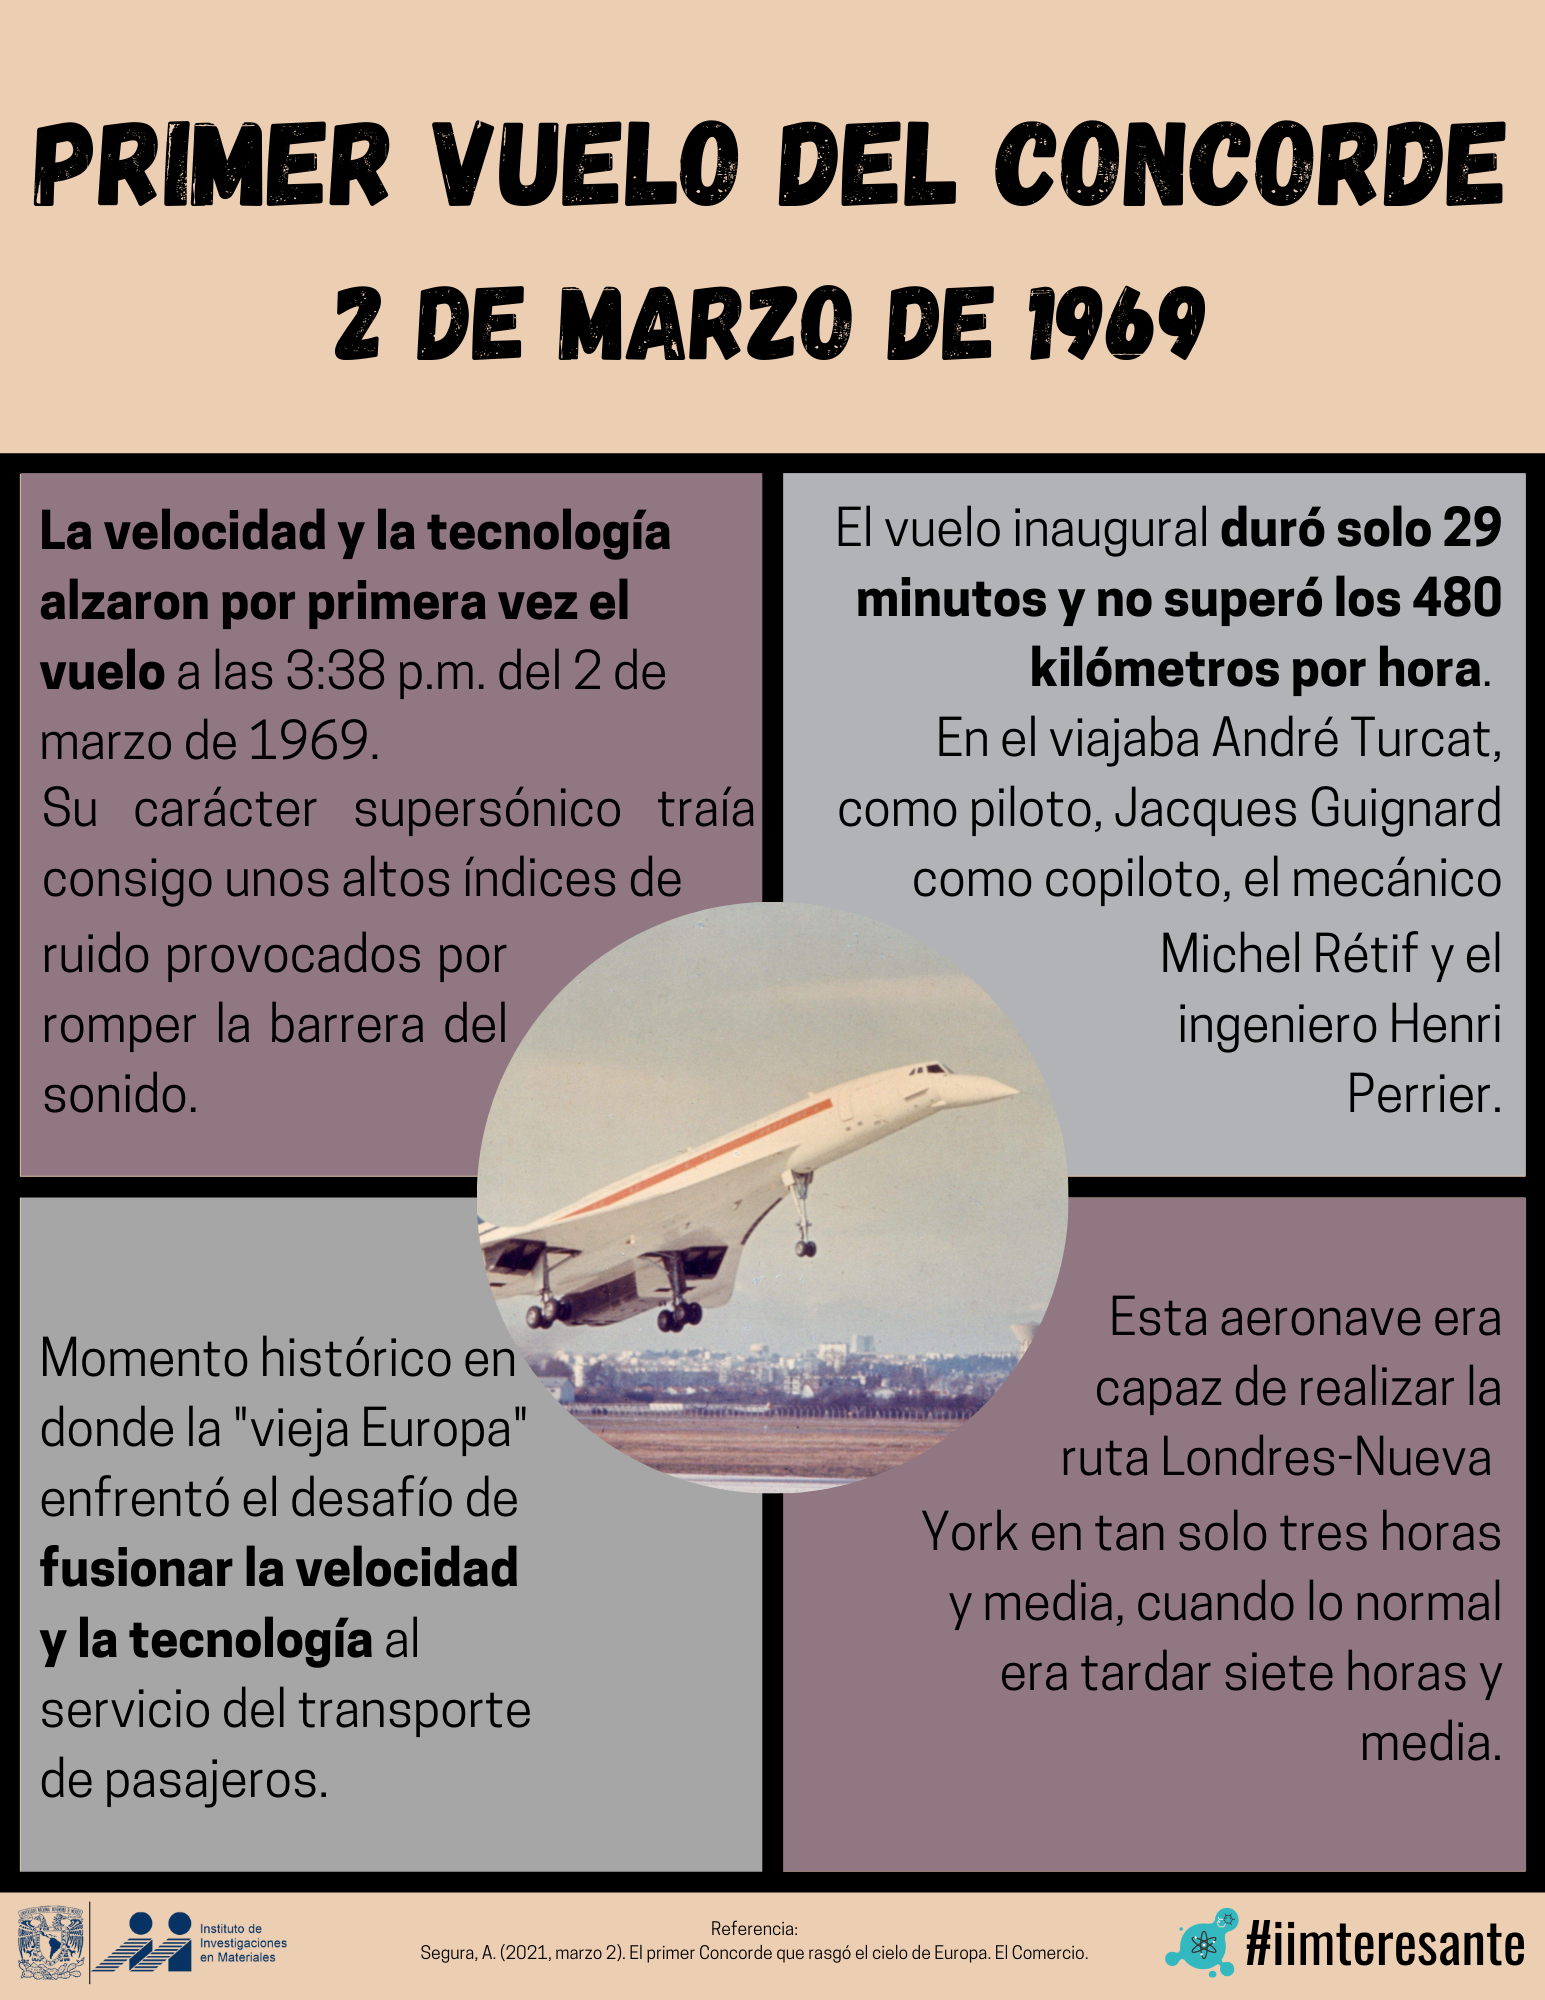 PRIMER VUELO DEL CONCORDE
2 DE MARZO DE 1969
La velocidad y la tecnología
alzaron por primera vez el
vuelo a las 3:38 p.m. del 2 de
marzo de 1969.
Su carácter supersónico traía
consigo unos altos índices de
ruido provocados por
romper la barrera del
sonido.
El vuelo inaugural duró solo 29
minutos y no superó los 480
kilómetros por hora.
En el viajaba André Turcat,
como piloto, Jacques Guignard
como copiloto, el mecánico
Michel Rétif y el
ingeniero Henri
Perrier.
Momento histórico en
donde la "vieja Europa"
enfrentó el desafío de
fusionar la velocidad
y la tecnología al
servicio del transporte
de pasajeros.
Esta aeronave era
capaz de realizar la
ruta Londres-Nueva
York en tan solo tres horas
y media, cuando lo normal
era tardar siete horas y
media.
Instituto de
Investigaciones
en Materiales
Referencia:
Segura, A. (2021, marzo 2). El primer Concorde que rasgó el cielo de Europa. El Comercio.
#iimteresante